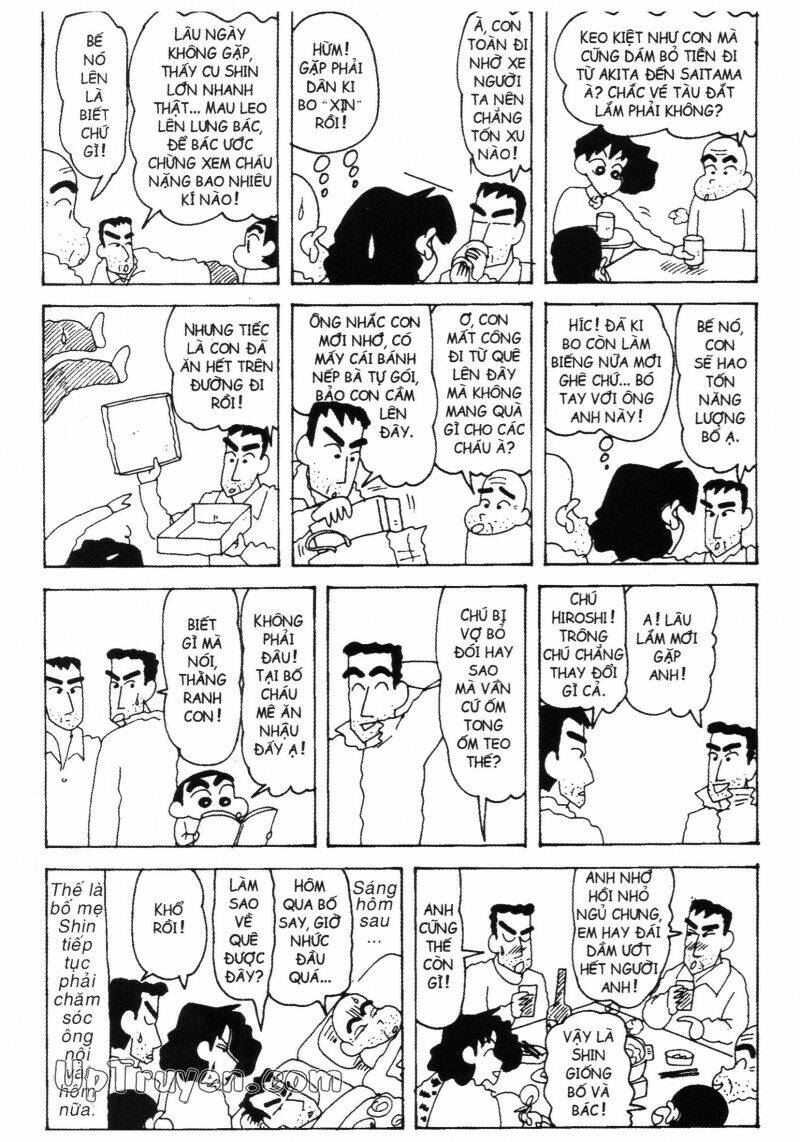 KEO KIỆT NHƯ CON MÀ
CŨNG DÁM BỎ TIỀN ĐI
TỪ AKITA ĐẾN SAITAMA
À? CHẮC VÉ TÀU ĐẮT
LẮM PHẢI KHÔNG?
À, CON
TOÀN ĐI
NHỜ XE
NGƯỜI
TA NÊN
CHẲNG
TỐN XU
NÀO!
HỪM!
GẶP PHẢI
DÂN KI
BO "XỊN"
RỒI!
LÂU NGÀY
KHÔNG GẶP,
THẤY CU SHIN
LỚN NHANH
THẬT... MAU LEO
LÊN LƯNG BÁC,
ĐỂ BÁC ƯỚC
CHỪNG XEM CHÁU
NẶNG BAO NHIÊU
KÍ NÀO!
BẾ
NÓ
LÊN
LÀ
BIẾT
CHỨ
GÌ!
BẾ NÓ,
CON
SẼ HAO
TỐN
NĂNG
LƯỢNG
BỐ Ạ.
HÍC! ĐÃ KI
BO CÒN LÀM
BIẾNG NỮA MỚI
GHÊ CHỨ... BÓ
TAY VỚI ÔNG
ANH NÀY!
Ơ, CON
MẤT CÔNG
ĐI TỪ QUÊ
LÊN ĐÂY
MÀ KHÔNG
MANG QUÀ
GÌ CHO CÁC
CHÁU À?
ÔNG NHẮC CON
MỚI NHỚ, CÓ
MẤY CÁI BÁNH
NẾP BÀ TỰ GÓI,
BẢO CON CẦM
LÊN
ĐÂY.
NHƯNG TIẾC
LÀ CON ĐÃ
ĂN HẾT TRÊN
ĐƯỜNG ĐI
RỒI!
A! LÂU
LẮM MỚI
GẶP
ANH!
CHÚ
HIROSHI!
TRÔNG
CHÚ CHẲNG
THAY ĐỔI
GÌ CẢ.
CHÚ BỊ
VỢ BỎ
ĐÓI HAY
SAO
MÀ VẪN
CỨ ỐM
TONG
ỐM TEO
THẾ?
KHÔNG
PHẢI
ĐÂU!
TẠI BỐ
CHÁU
MÊ ĂN
NHẬU
ĐẤY Ạ!
BIẾT
GÌ MÀ
NÓI,
THẰNG
RANH
CON!
ANH NHỚ
HỒI NHỎ
NGỦ CHUNG,
EM HAY ĐÁI
DẦM ƯỚT
HẾT NGƯỜI
ANH!
ANH
CŨNG
THẾ
CÒN
GÌ!
VẬY LÀ
SHIN
GIỐNG
BỐ VÀ
BÁC!
Sáng
hôm
sau
...
HÔM
QUA BỐ
SAY, GIỜ
NHỨC
ĐẦU
QUÁ...
LÀM
SAO
VỀ
QUÊ
ĐƯỢC
ĐÂY?
KHỔ
RỒI!
Thế là
bố mẹ
Shin
tiếp
tục
phải
chăm
sóc
ông
nội
hôm
nữa.
UpTruyen.com